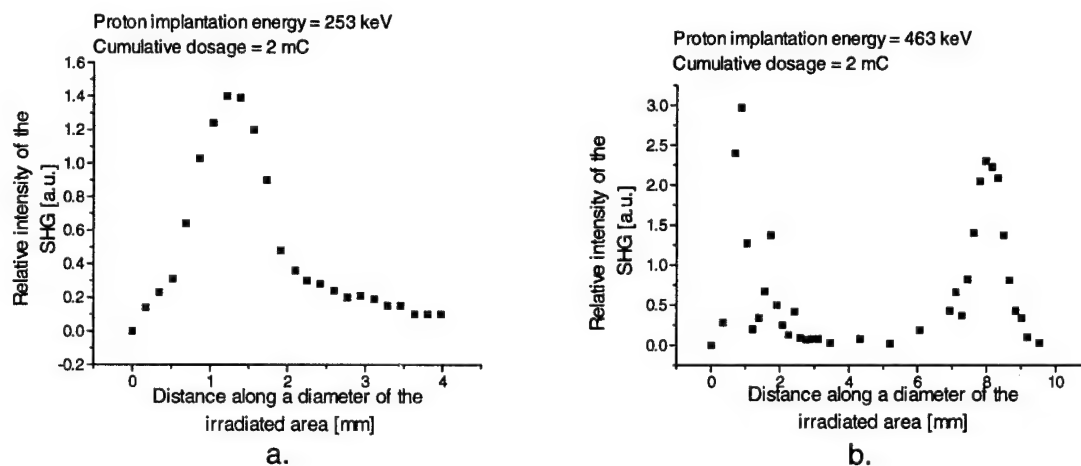 Proton implantation energy = 253 keV
Cumulative dosage = 2 mC
1.6
1.4
1.2
1.0
0.8
0.6
0.4
0.2
0.0
-0.2
Relative intensity of the
SHG [a.u.]
0 1 2 3 4
Distance along a diameter of the
irradiated area [mm]
a.
Proton implantation energy = 463 keV
Cumulative dosage = 2 mC
3.0
2.5
2.0
1.5
1.0
0.5
0.0
Relative intensity of the
SHG [a.u.]
0 2 4 6 8 10
Distance along a diameter of the
irradiated area [mm]
b.